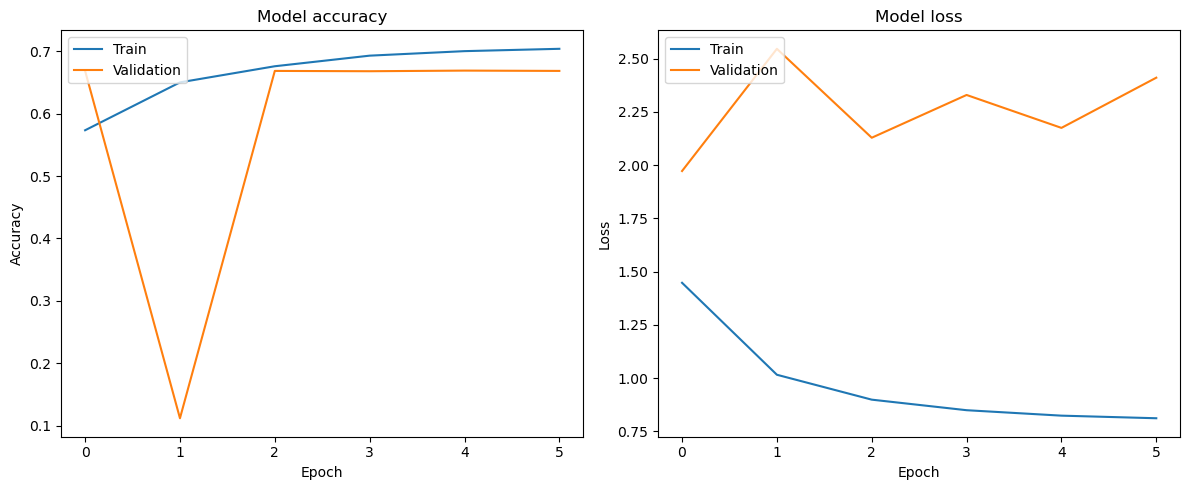 Model accuracy
Train
Validation
0.7
0.6
0.5
0.4
0.3
0.2
0.1
Accuracy
0 1 2 3 4 5
Epoch
Model loss
Train
Validation
2.50
2.25
2.00
1.75
1.50
1.25
1.00
0.75
Loss
0 1 2 3 4 5
Epoch